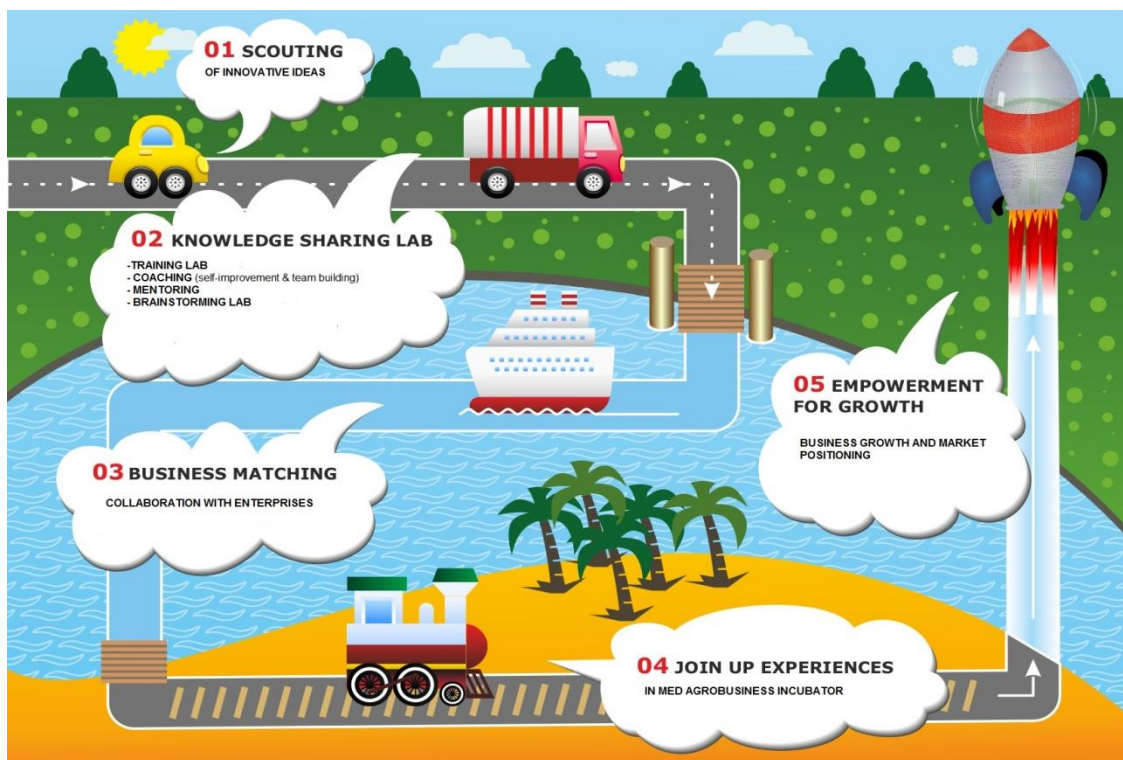 01 SCOUTING
OF INNOVATIVE IDEAS
02 KNOWLEDGE SHARING LAB
-TRAINING LAB
- COACHING (self-improvement & team building)
- MENTORING
- BRAINSTORMING LAB
03 BUSINESS MATCHING
COLLABORATION WITH ENTERPRISES
04 JOIN UP EXPERIENCES
IN MED AGROBUSINESS INCUBATOR
05 EMPOWERMENT
FOR GROWTH
BUSINESS GROWTH AND MARKET
POSITIONING